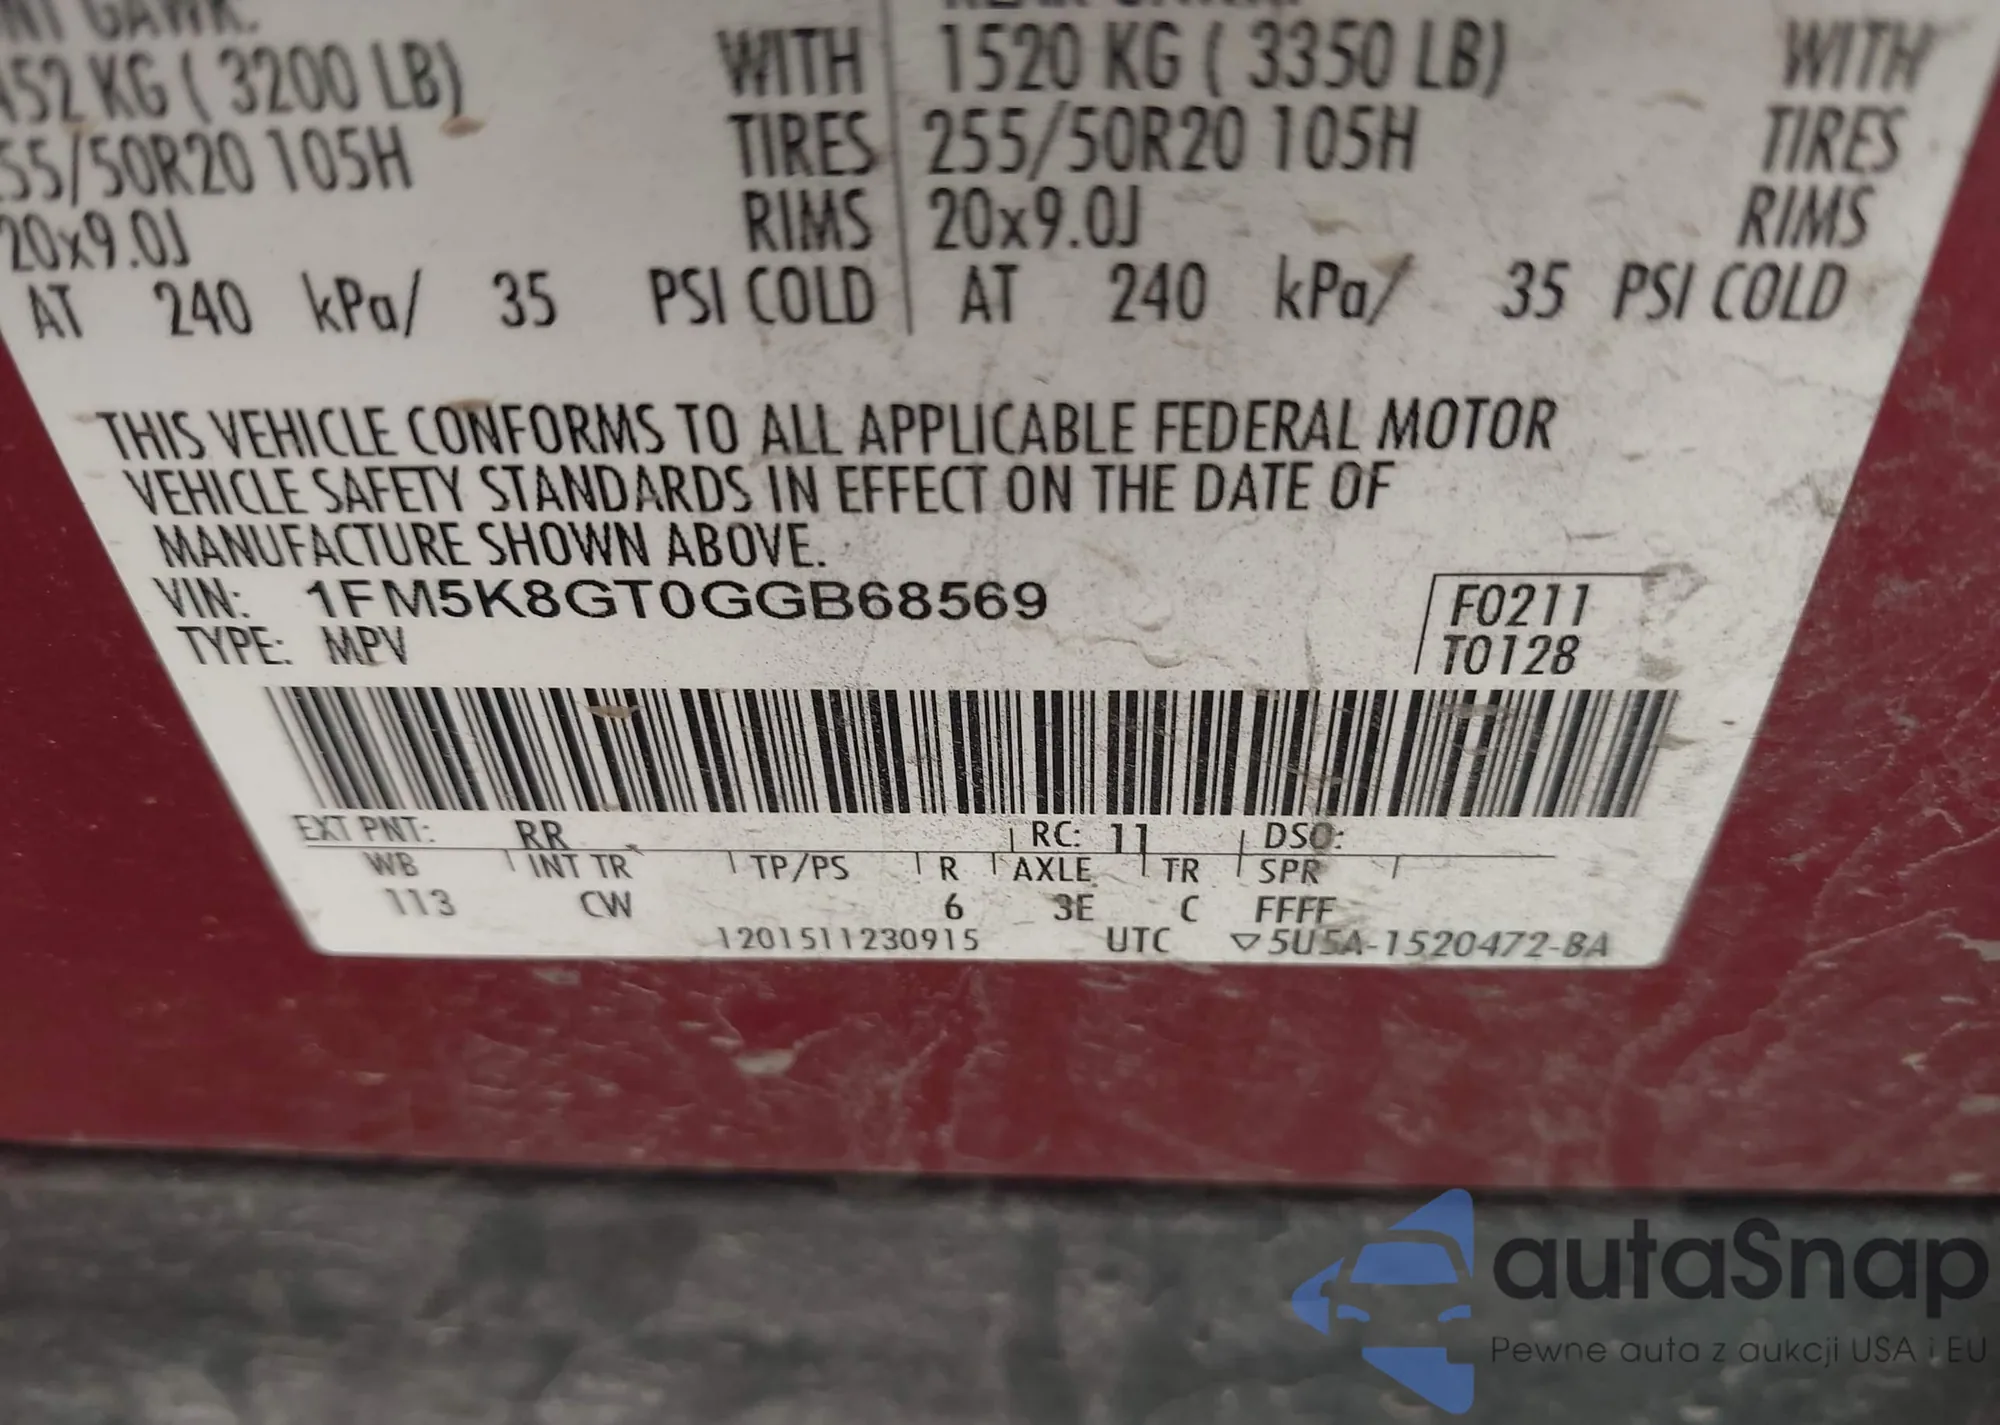 452 KG ( 3200 LB) WITH 1520 KG ( 3350 LB) WITH
55/50R20 105H TIRES 255/50R20 105H TIRES
20x9.0J RIMS 20x9.0J RIMS
AT 240 kPa/ 35 PSI COLD AT 240 kPa/ 35 PSI COLD
THIS VEHICLE CONFORMS TO ALL APPLICABLE FEDERAL MOTOR
VEHICLE SAFETY STANDARDS IN EFFECT ON THE DATE OF
MANUFACTURE SHOWN ABOVE.
VIN: 1FM5K8GT0GGB68569 F0211
TYPE: MPV T0128
EXT PNT: RR RC: 11 DSO:
WB INT TR TP/PS R AXLE TR SPR
113 CW 6 3E C FFFF
1201511230915 UTC ▽5U5A-1520472-BA
autaSnap
Pewne auta z aukcji USA i EU